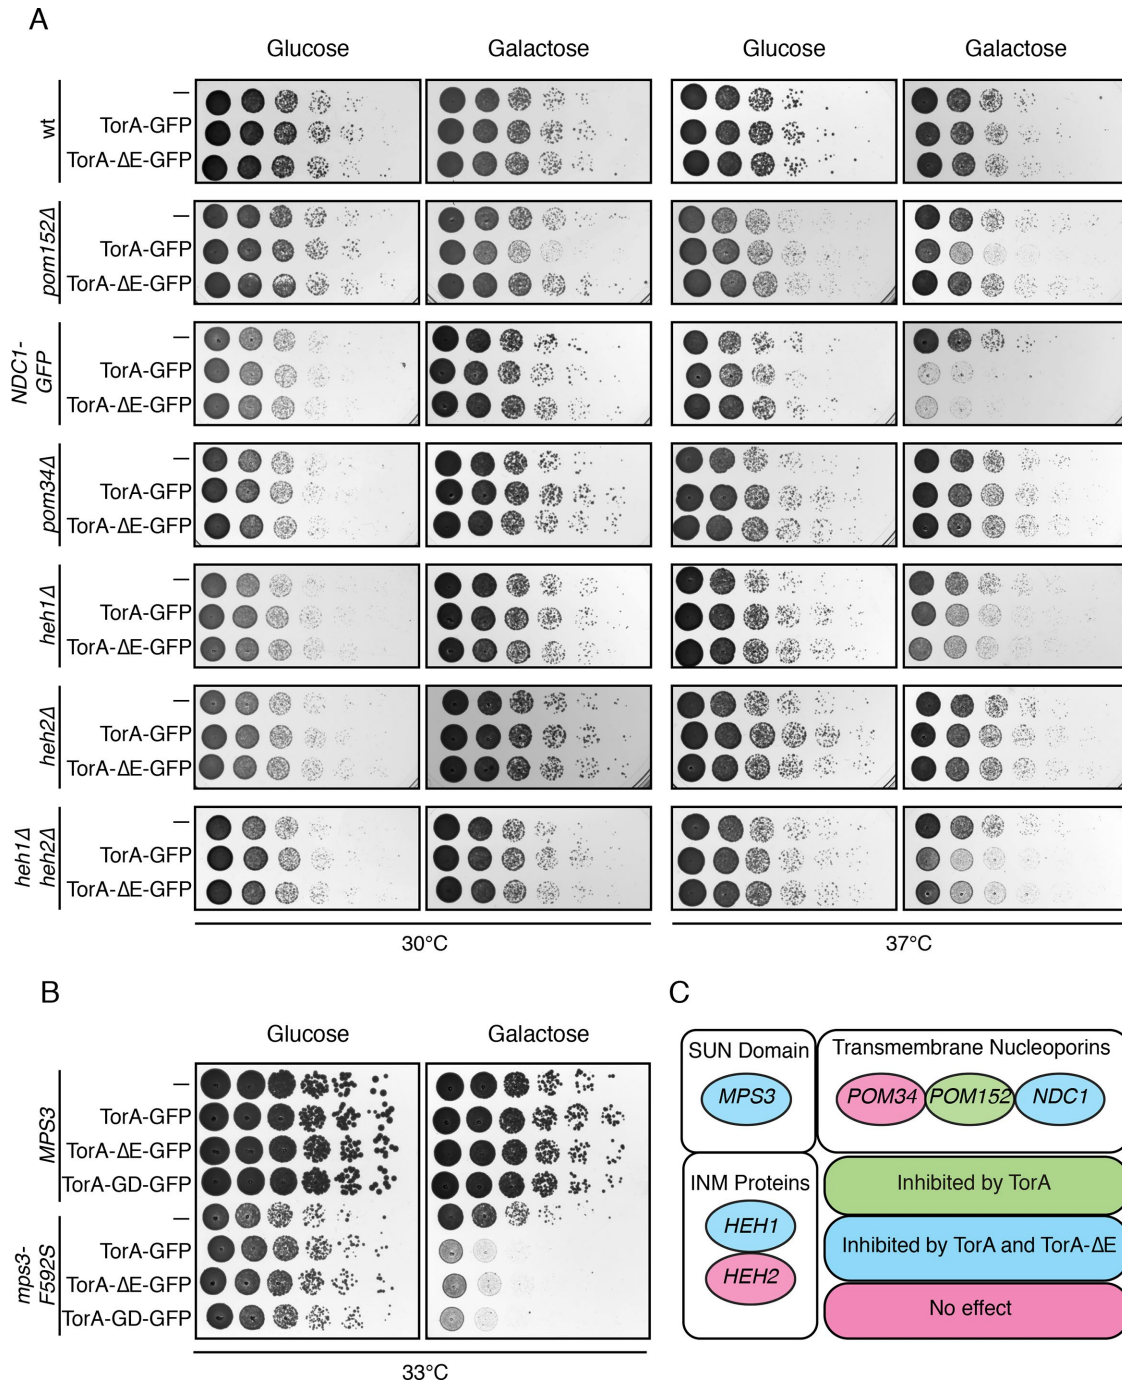 A
Glucose
Galactose
Glucose
Galactose
wt
—
TorA-GFP
TorA-ΔE-GFP
pom152Δ
—
TorA-GFP
TorA-ΔE-GFP
NDC1-
GFP
—
TorA-GFP
TorA-ΔE-GFP
pom34Δ
—
TorA-GFP
TorA-ΔE-GFP
heh1Δ
—
TorA-GFP
TorA-ΔE-GFP
heh2Δ
—
TorA-GFP
TorA-ΔE-GFP
heh1Δ
heh2Δ
—
TorA-GFP
TorA-ΔE-GFP
30°C
37°C
B
Glucose
Galactose
MPS3
—
TorA-GFP
TorA-ΔE-GFP
TorA-GD-GFP
mps3-
F592S
—
TorA-GFP
TorA-ΔE-GFP
TorA-GD-GFP
33°C
C
SUN Domain
MPS3
Transmembrane Nucleoporins
POM34
POM152
NDC1
INM Proteins
HEH1
HEH2
Inhibited by TorA
Inhibited by TorA and TorA-ΔE
No effect